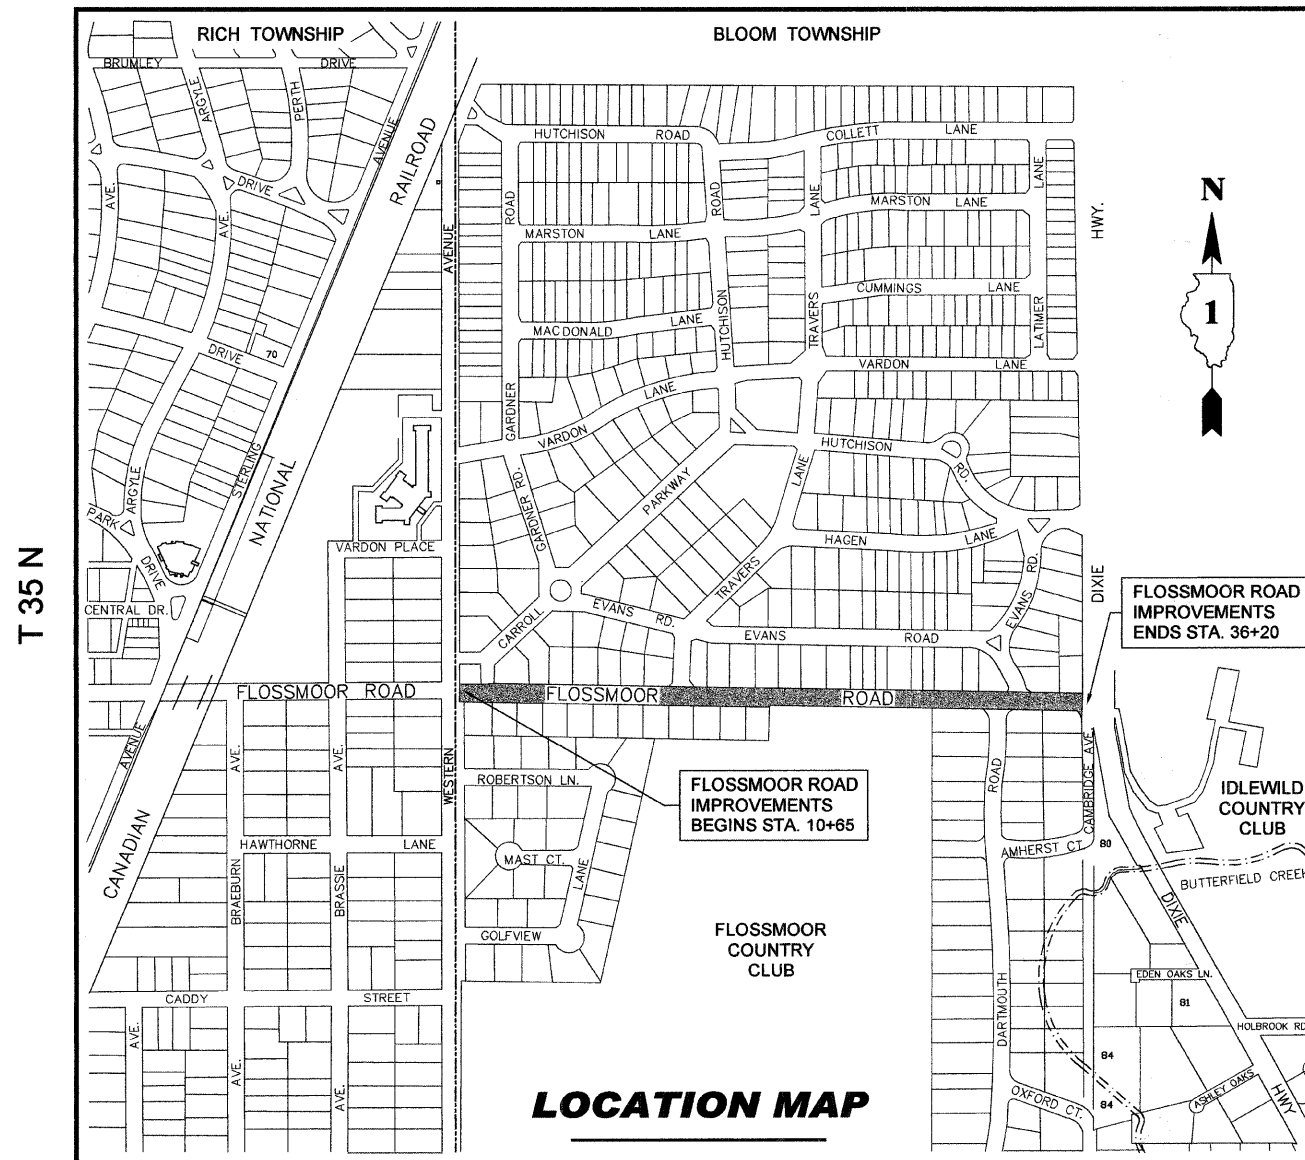 RICH TOWNSHIP
BLOOM TOWNSHIP
BRUMLEY DRIVE
ARGYLE
PERTH
AVENUE
RAILROAD
HUTCHISON ROAD
COLLETT LANE
LANE
AVE.
DRIVE
AVE.
ROAD
ROAD
LANE
MARSTON LANE
HWY.
N
1
AVENUE
MARSTON LANE
CUMMINGS LANE
MACDONALD LANE
HUTCHISON
TRAVERS
LATIMER
DRIVE
70
VARDON LANE
GARDNER
VARDON LANE
HUTCHISON RD.
STERLING
ARGYLE
NATIONAL
PARK
DRIVE
GARDNER RD.
PARKWAY
LANE
HAGEN LANE
VARDON PLACE
T 35 N
CENTRAL DR.
TRAVERS
EVANS RD.
CARROLL
EVANS RD.
EVANS ROAD
DIXIE
FLOSSMOOR ROAD
IMPROVEMENTS
ENDS STA. 36+20
FLOSSMOOR ROAD
FLOSSMOOR ROAD
AVENUE
AVE.
AVE.
WESTERN
ROBERTSON LN.
FLOSSMOOR ROAD
IMPROVEMENTS
BEGINS STA. 10+65
ROAD
CAMBRIDGE AVE.
IDLEWILD
COUNTRY
CLUB
CANADIAN
HAWTHORNE LANE
MAST CT.
LANE
AMHERST CT.
80
BUTTERFIELD CREEK
BRAEBURN
BRASSIE
GOLFVIEW
FLOSSMOOR
COUNTRY
CLUB
DIXIE
EDEN OAKS LN.
81
CADDY STREET
DARTMOUTH
HOLBROOK RD.
AVE.
AVE.
AVE.
84
84
OXFORD CT.
ASHLEY OAKS
HWY
LOCATION MAP